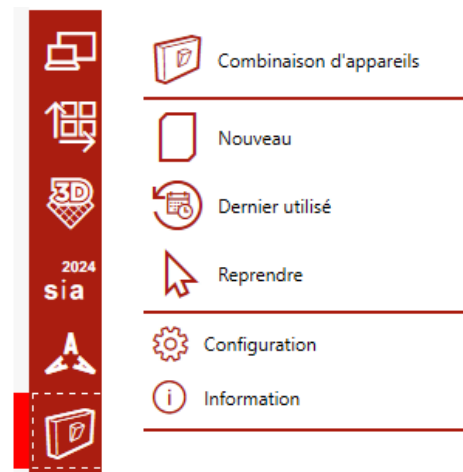 Combinaison d'appareils
Nouveau
3D
Dernier utilisé
2024
sia
Reprendre
A
Configuration
Information